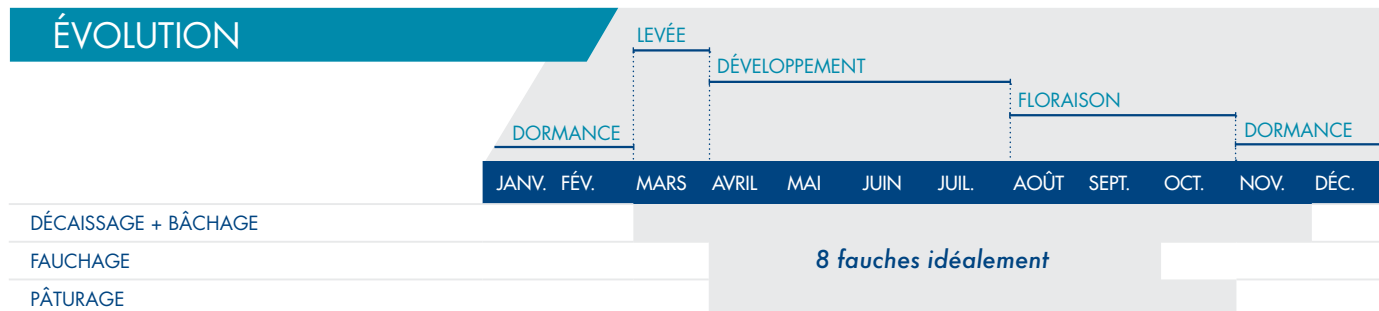 ÉVOLUTION
LEVÉE
DÉVELOPPEMENT
FLORAISON
DORMANCE
DORMANCE
JANV. FÉV. MARS AVRIL MAI JUIN JUIL. AOÛT SEPT. OCT. NOV. DÉC.
DÉCAISSAGE + BÂCHAGE
FAUCHAGE
8 fauches idéalement
PÂTURAGE